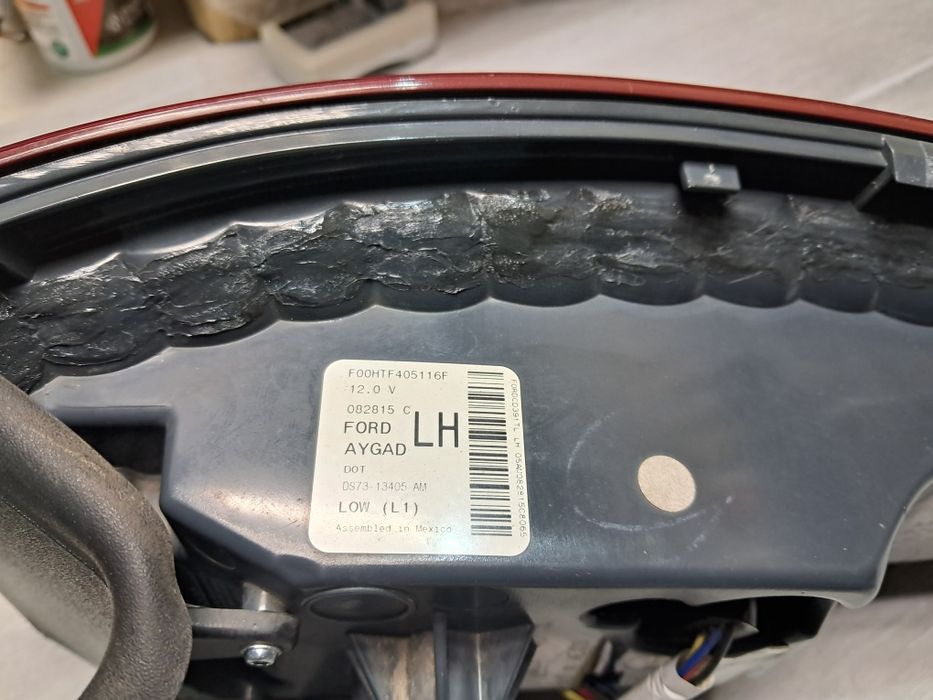 F00HTF405116F
12.0 V
082815 C
FORD
LH
AYGAD
DOT
DS73-13405-AM
LOW (L1)
Assembled in Mexico